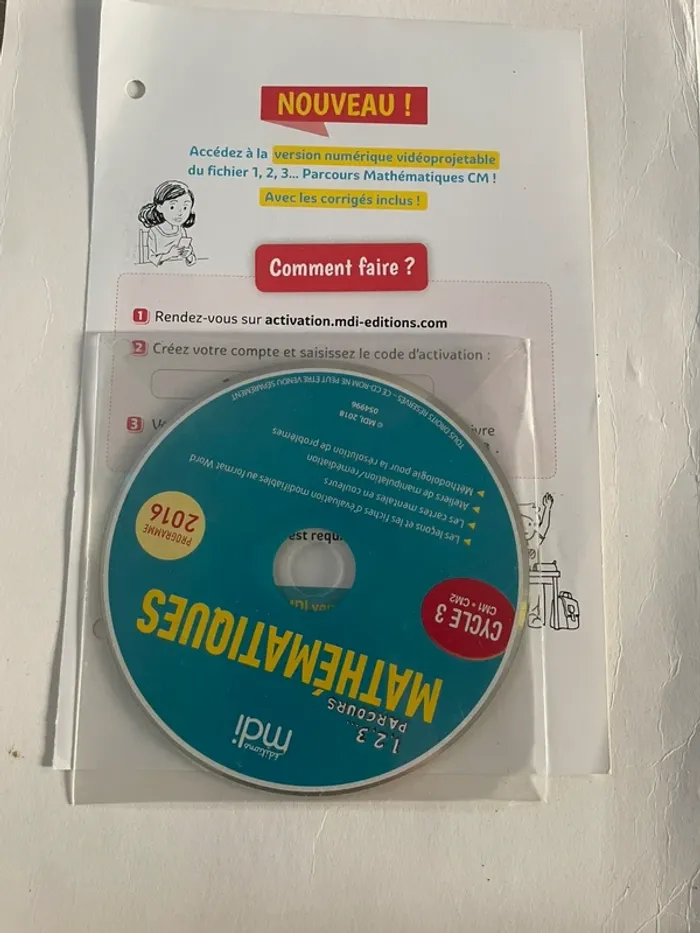 NOUVEAU !
Accédez à la version numérique vidéoprojetable
du fichier 1, 2, 3... Parcours Mathématiques CM !
Avec les corrigés inclus !
Comment faire ?
1 Rendez-vous sur activation.mdi-editions.com
2 Créez votre compte et saisissez le code d'activation :
3
est requ
éditions
mdi
1, 2, 3...
PARCOURS
MATHÉMATIQUES
CYCLE 3
CM1 • CM2
PROGRAMME
2016
Les leçons et les fiches d'évaluation modifiables au format Word
Les cartes mentales en couleurs
Ateliers de manipulation/remédiation
Méthodologie pour la résolution de problèmes
© MDI, 2018
054996
TOUS DROITS RÉSERVÉS - CE CD-ROM NE PEUT ÊTRE VENDU SÉPARÉMENT